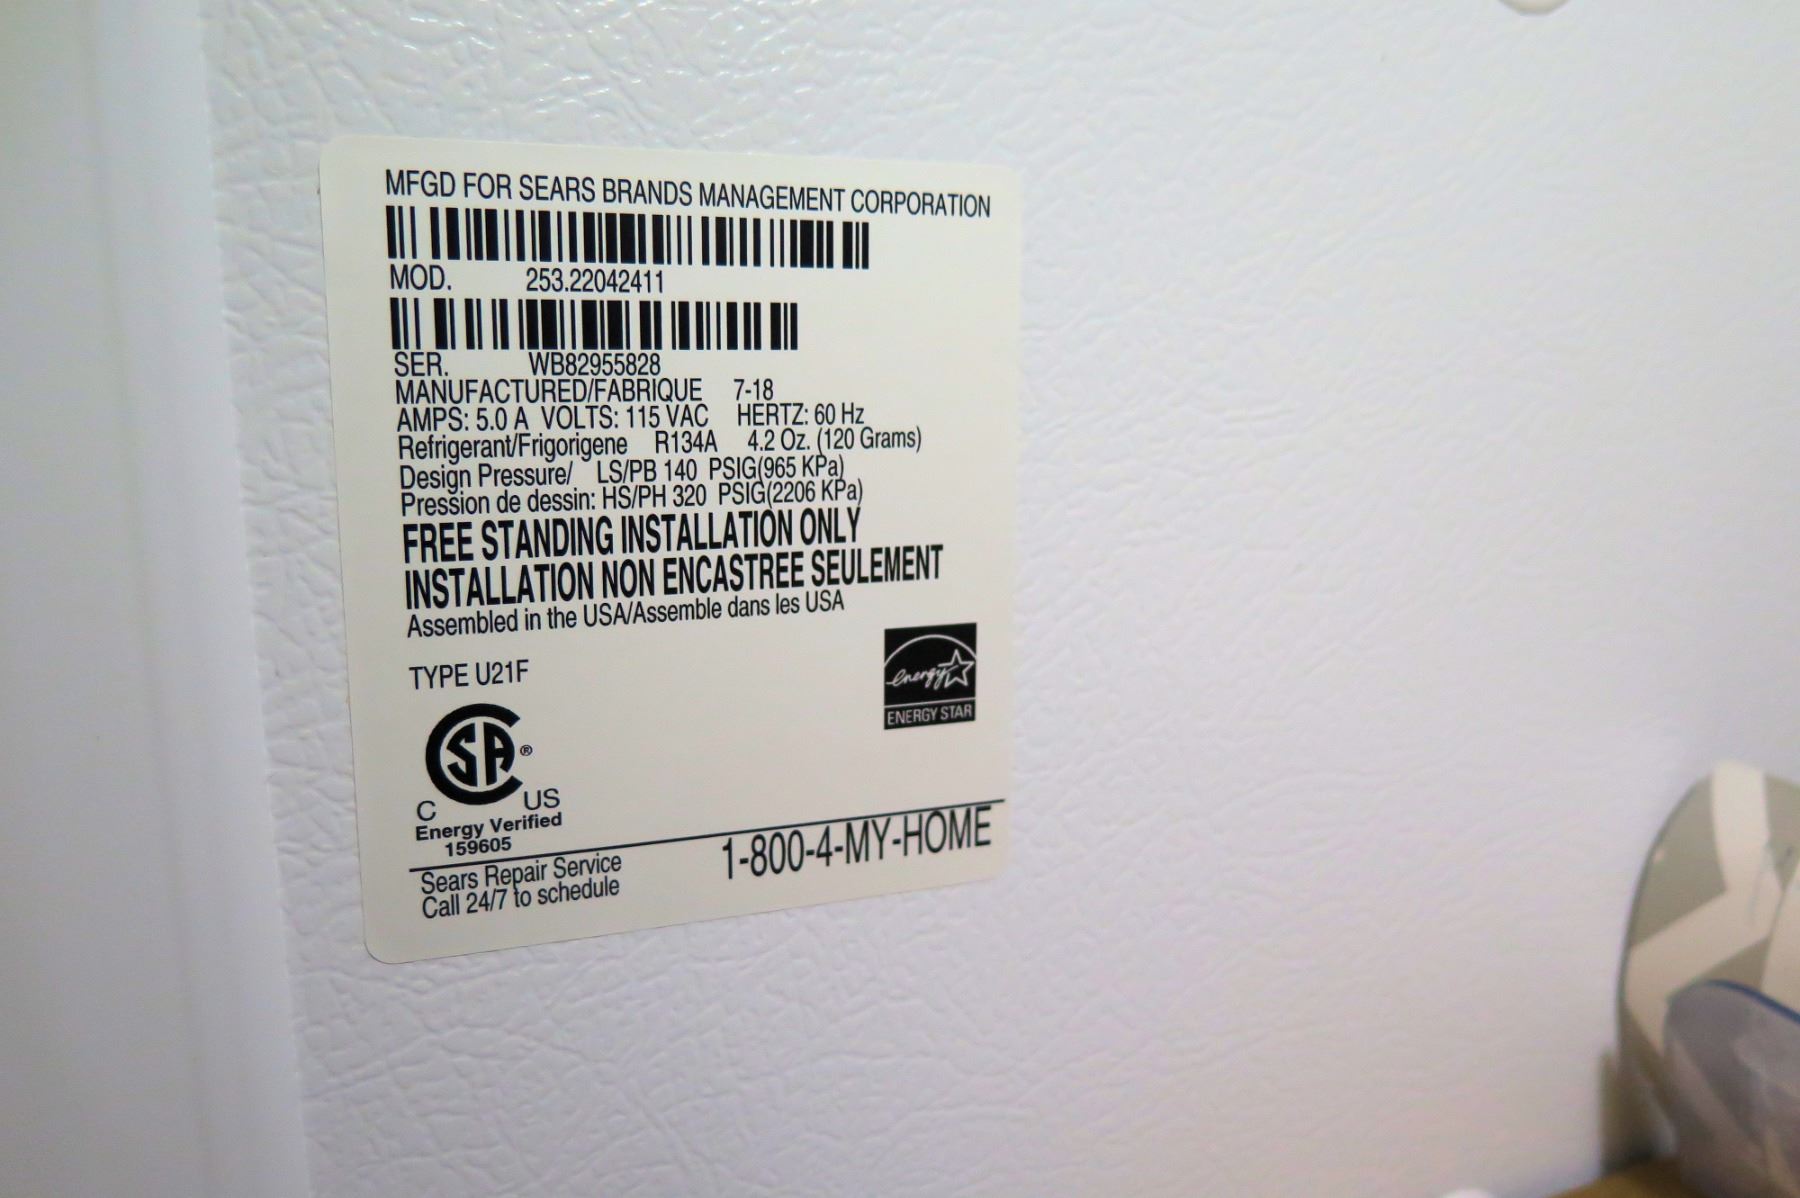 MFGD FOR SEARS BRANDS MANAGEMENT CORPORATION
MOD. 253.22042411
SER. WB82955828
MANUFACTURED/FABRIQUE 7-18
AMPS: 5.0 A VOLTS: 115 VAC HERTZ: 60 Hz
Refrigerant/Frigorigene R134A 4.2 Oz. (120 Grams)
Design Pressure/ LS/PB 140 PSIG(965 KPa)
Pression de dessin: HS/PH 320 PSIG(2206 KPa)
FREE STANDING INSTALLATION ONLY
INSTALLATION NON ENCASTREE SEULEMENT
Assembled in the USA/Assemble dans les USA
TYPE U21F
energy
ENERGY STAR
CSA®
C US
Energy Verified
159605
Sears Repair Service
Call 24/7 to schedule
1-800-4-MY-HOME